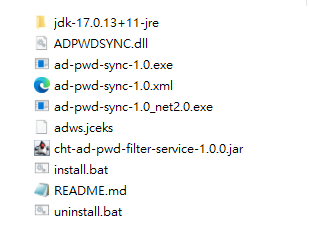 jdk-17.0.13+11-jre
ADPWDSYNC.dll
ad-pwd-sync-1.0.exe
ad-pwd-sync-1.0.xml
ad-pwd-sync-1.0_net2.0.exe
adws.jceks
cht-ad-pwd-filter-service-1.0.0.jar
install.bat
README.md
uninstall.bat